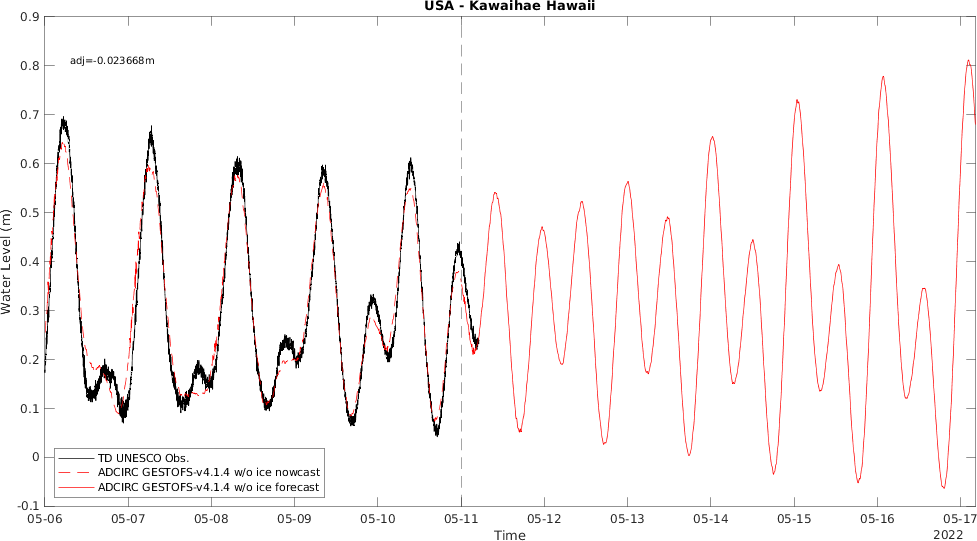 USA - Kawaihae Hawaii
0.9
0.8
0.7
0.6
0.5
0.4
0.3
0.2
0.1
0
-0.1
Water Level (m)
adj=-0.023668m
TD UNESCO Obs.
ADCIRC GESTOFS-v4.1.4 w/o ice nowcast
ADCIRC GESTOFS-v4.1.4 w/o ice forecast
05-06 05-07 05-08 05-09 05-10 05-11 05-12 05-13 05-14 05-15 05-16 05-17
Time
2022